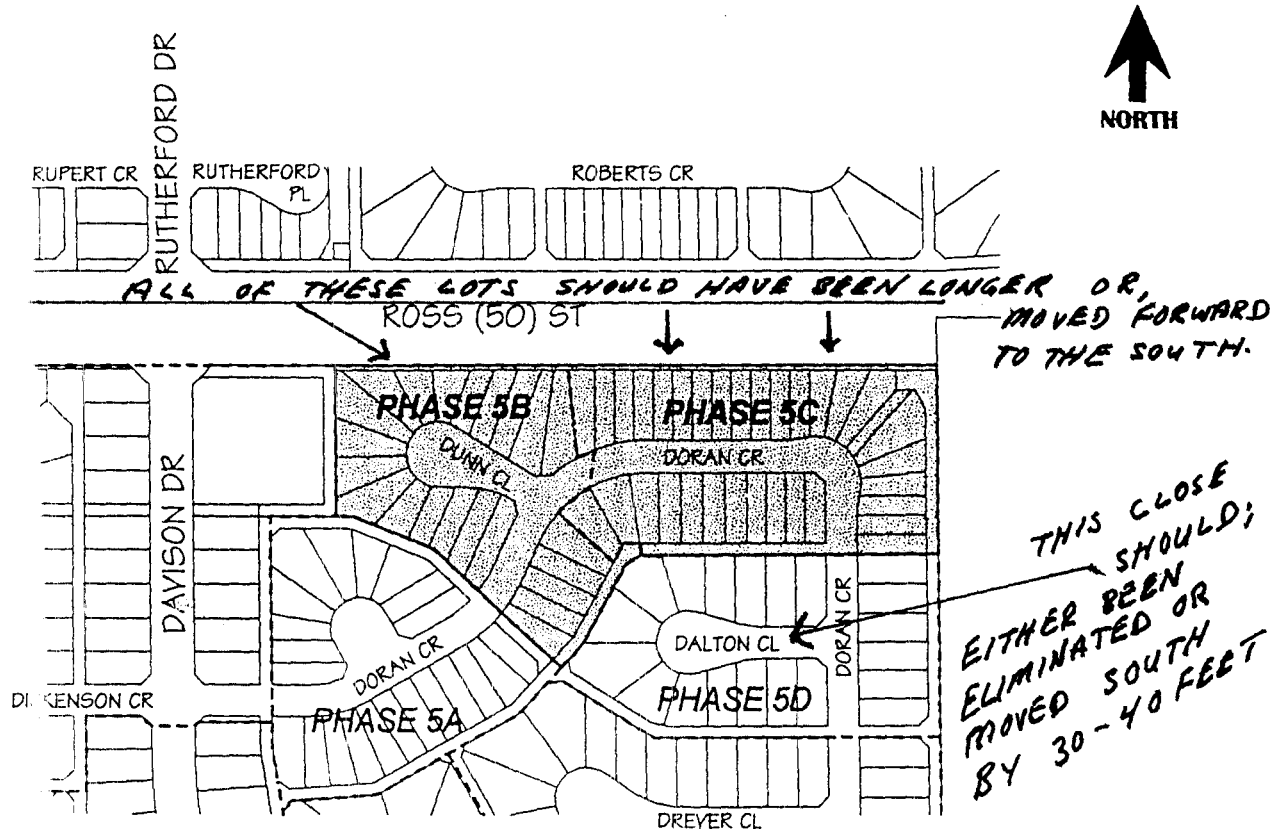 NORTH
RUTHERFORD DR
RUPERT CR
RUTHERFORD
PL
ROBERTS CR
ALL OF THESE LOTS SHOULD HAVE BEEN LONGER OR,
MOVED FORWARD
TO THE SOUTH.
ROSS (50) ST
PHASE 5B
PHASE 5C
DUNN CL
DORAN CR
DAVISON DR
THIS CLOSE
SHOULD;
EITHER BEEN
ELIMINATED OR
MOVED SOUTH
BY 30-40 FEET
DORAN CR
DALTON CL
DORAN CR
PHASE 5D
KENSON CR
PHASE 5A
DREYER CL